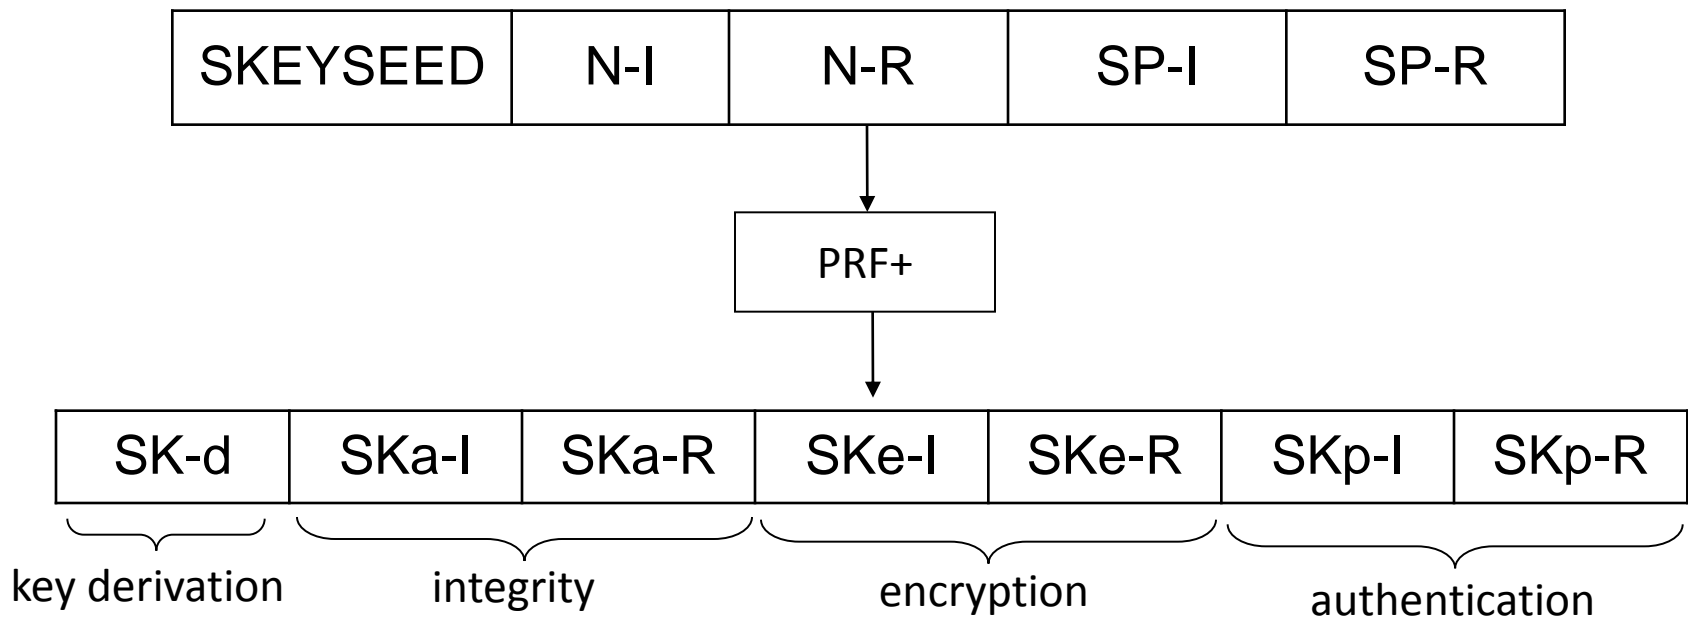 SKEYSEED N-I N-R SP-I SP-R
PRF+
SK-d SKa-I SKa-R SKe-I SKe-R SKp-I SKp-R
key derivation integrity encryption authentication